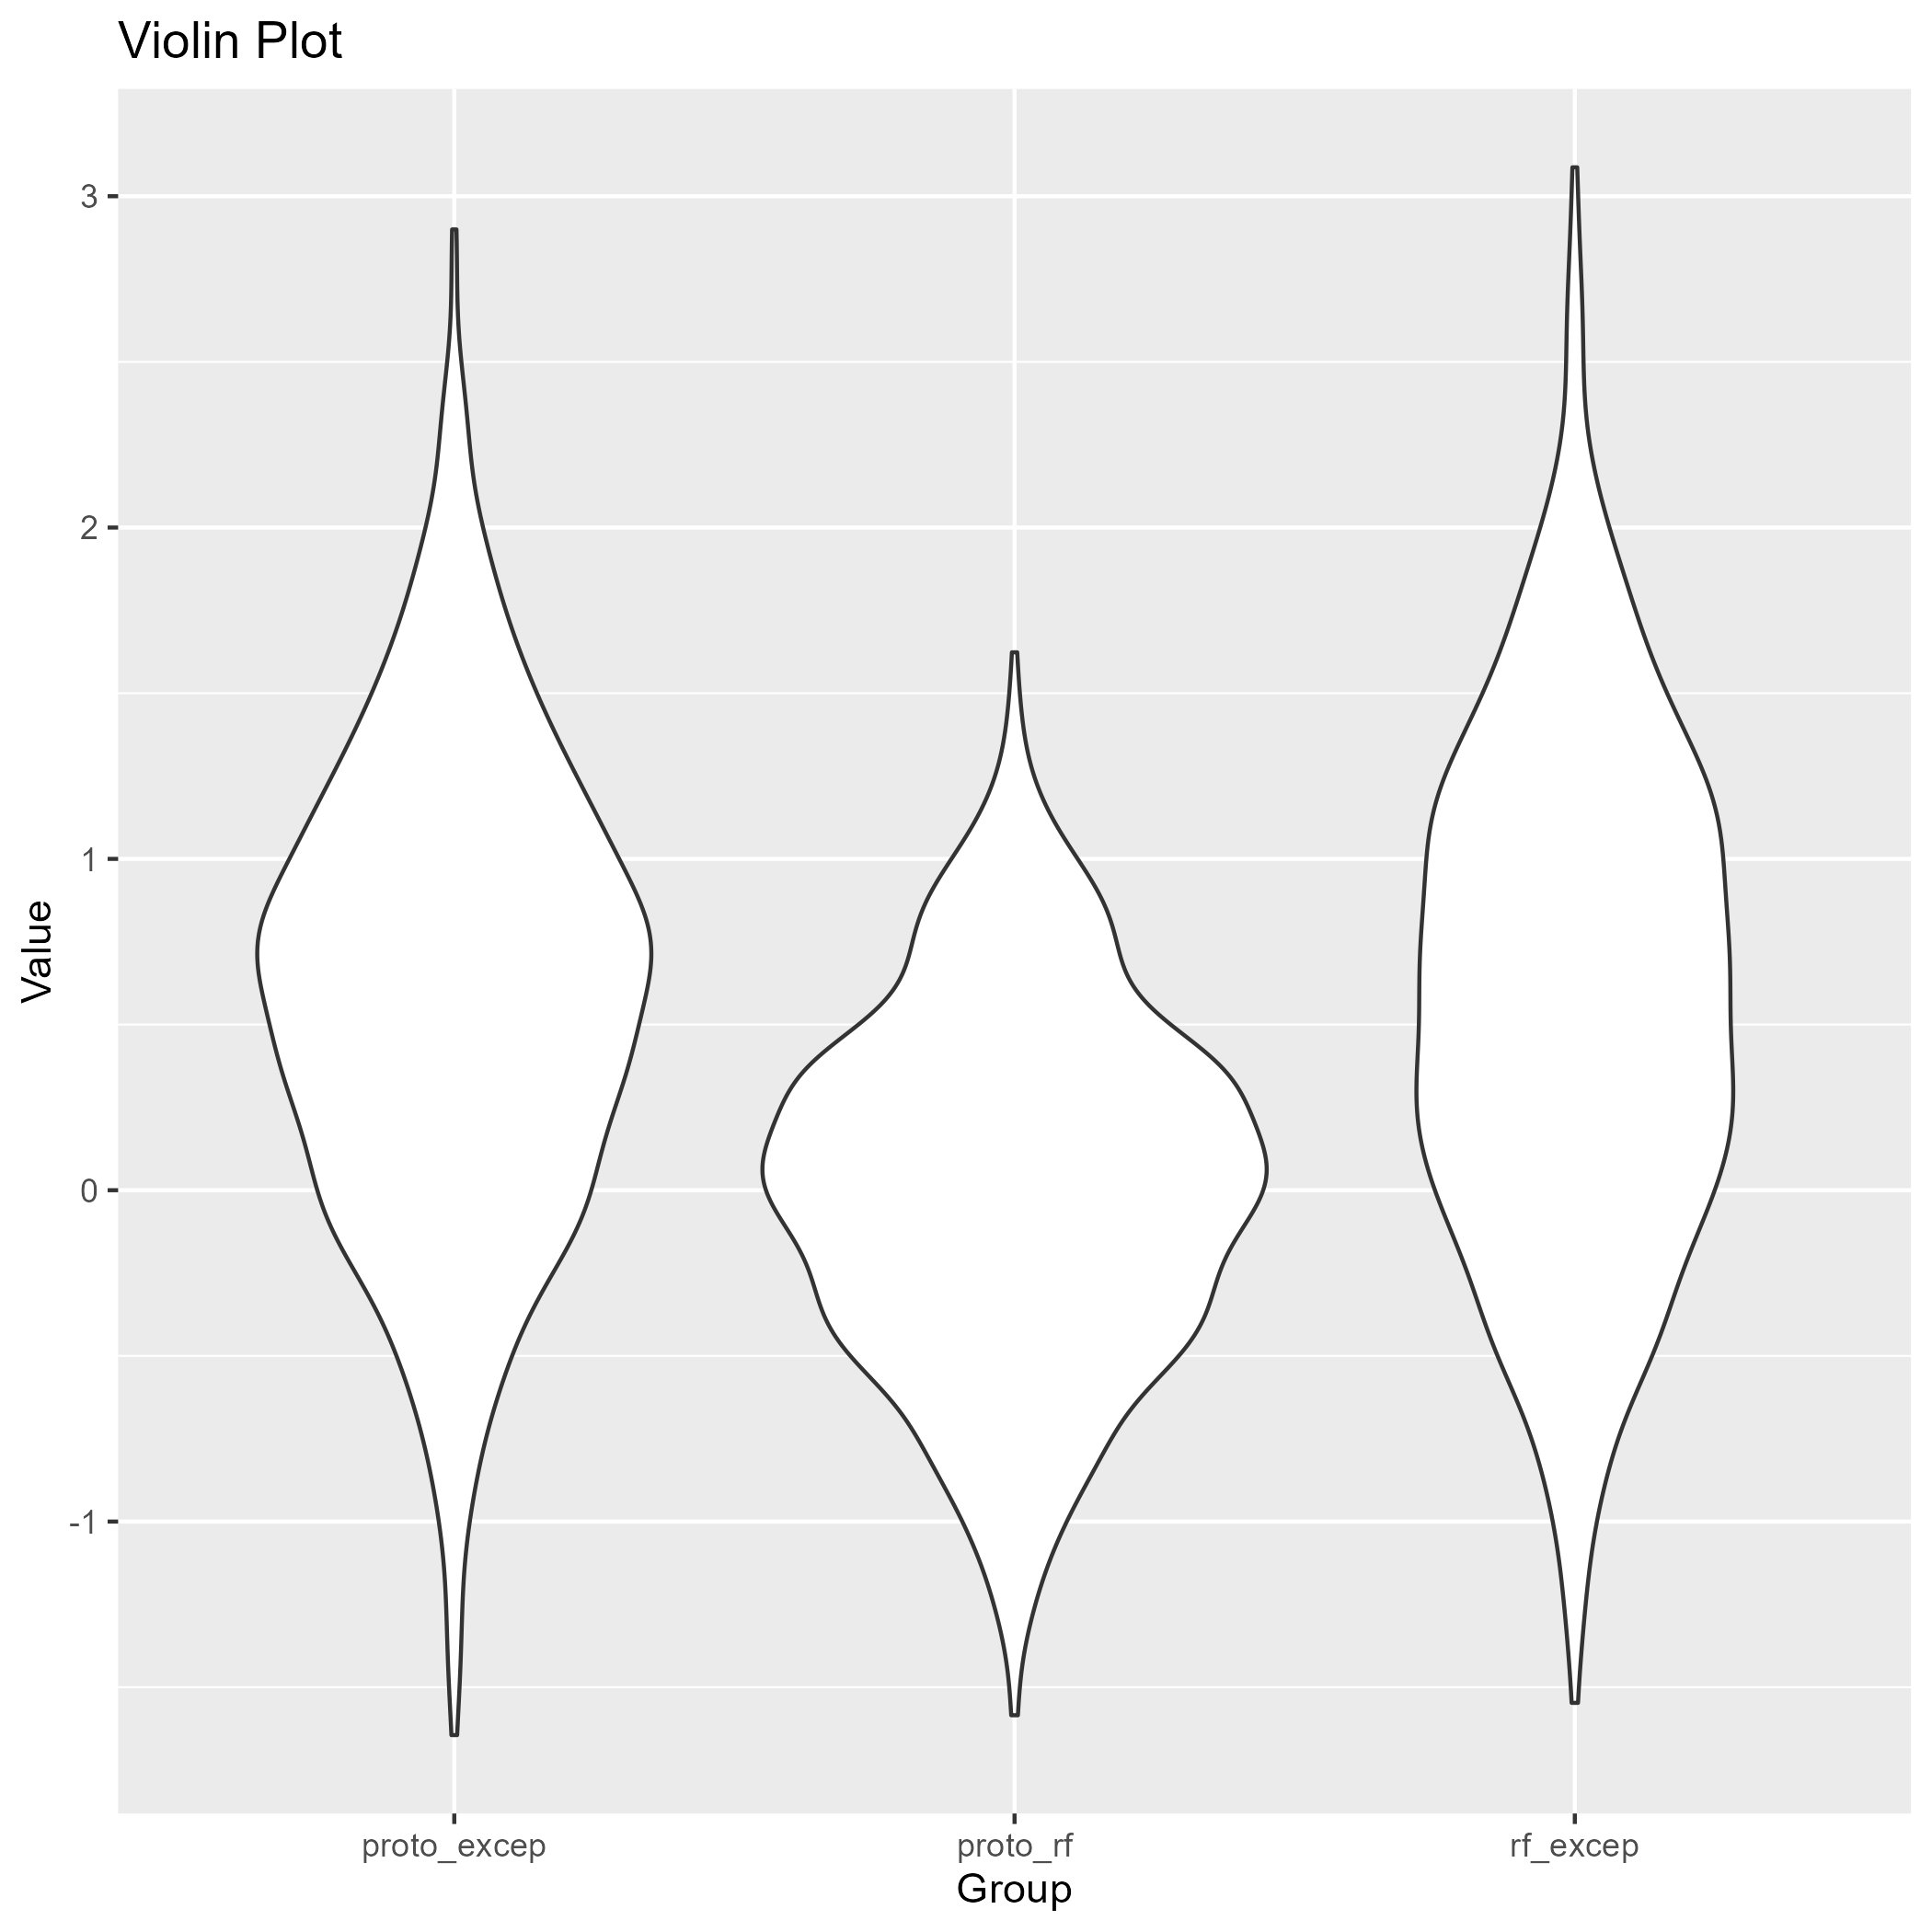 Violin Plot
3
2
1
0
-1
Value
proto_excep
proto_rf
rf_excep
Group